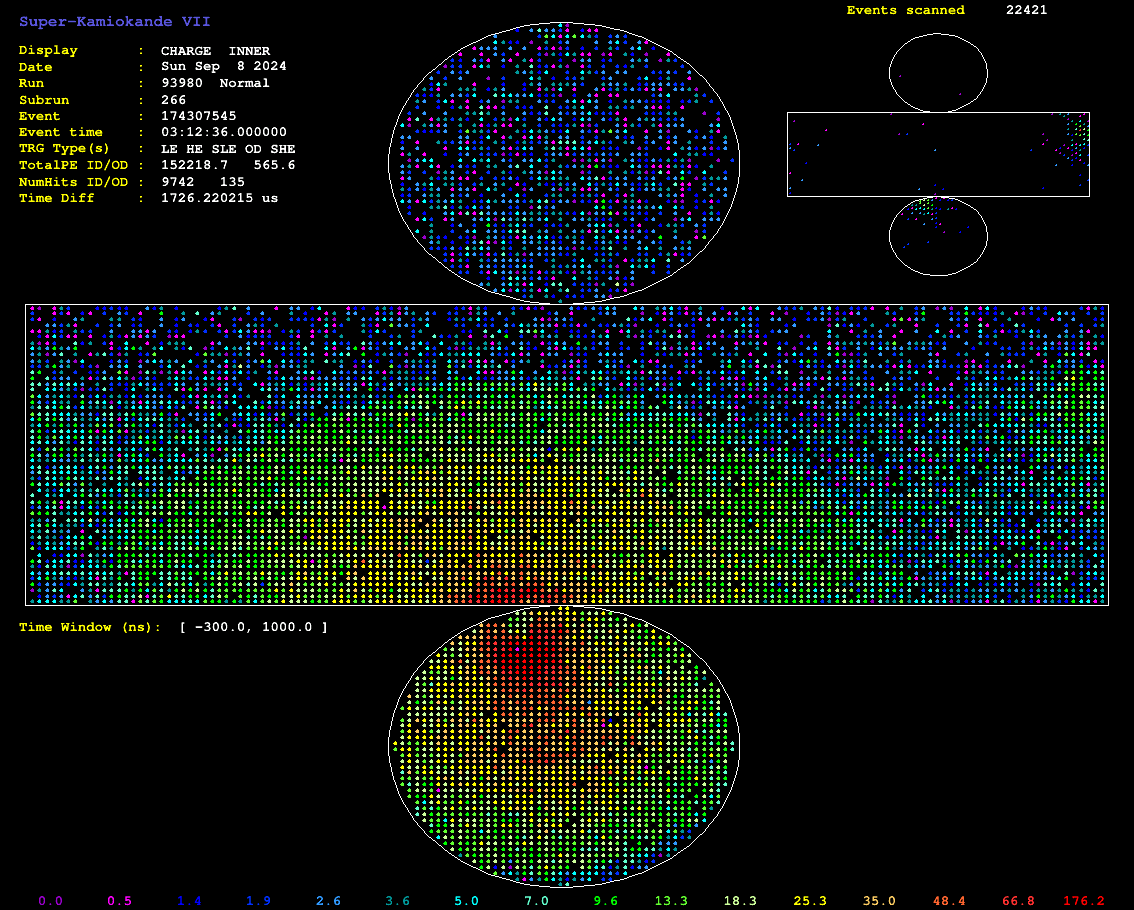 Super-Kamiokande VII
Events scanned 22421
Display : CHARGE INNER
Date : Sun Sep 8 2024
Run : 93980 Normal
Subrun : 266
Event : 174307545
Event time : 03:12:36.000000
TRG Type(s) : LE HE SLE OD SHE
TotalPE ID/OD : 152218.7 565.6
NumHits ID/OD : 9742 135
Time Diff : 1726.220215 us
Time Window (ns): [ -300.0, 1000.0 ]
0.0 0.5 1.4 1.9 2.6 3.6 5.0 7.0 9.6 13.3 18.3 25.3 35.0 48.4 66.8 176.2